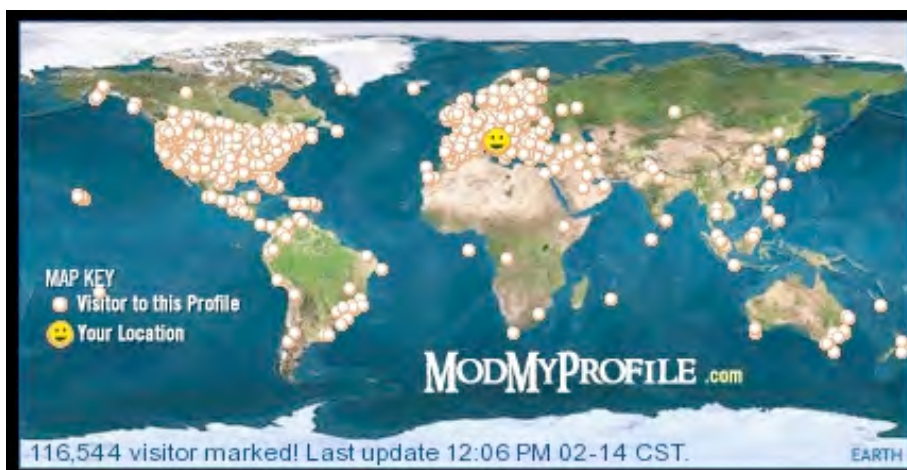 MAP KEY
Visitor to this Profile
Your Location
MODMYPROFILE .com
116,544 visitor marked! Last update 12:06 PM 02-14 CST.
EARTH